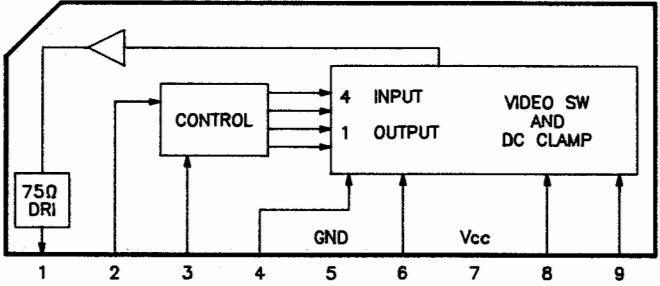 4 INPUT
1 OUTPUT
VIDEO SW
AND
DC CLAMP
CONTROL
75Ω
DRI
GND
Vcc
1 2 3 4 5 6 7 8 9